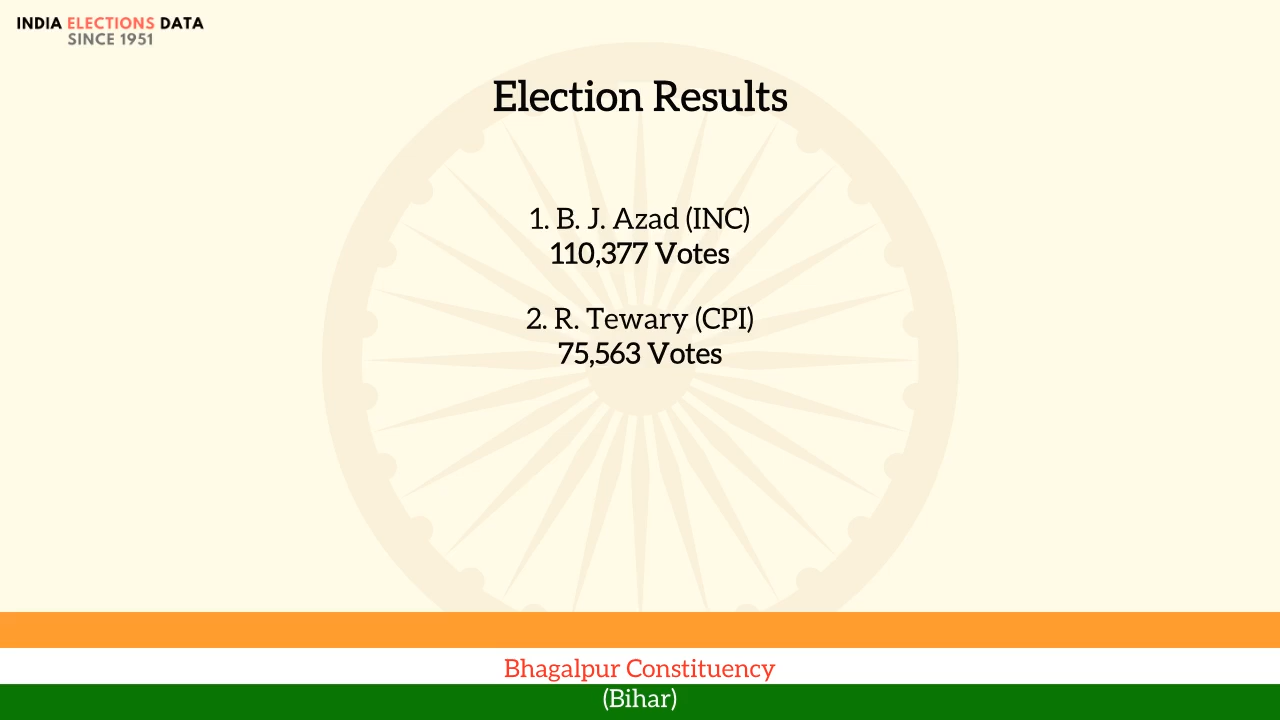 INDIA ELECTIONS DATA
SINCE 1951
Election Results
1. B. J. Azad (INC)
110,377 Votes
2. R. Tewary (CPI)
75,563 Votes
Bhagalpur Constituency
(Bihar)